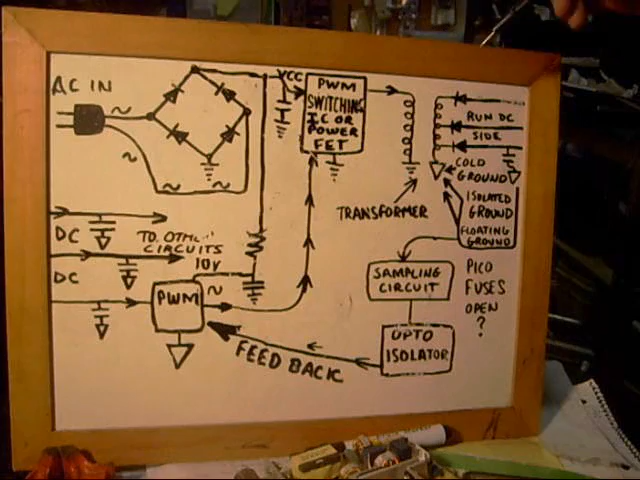 AC IN
~
~
~
~
VCC
PWM
SWITCHING
I.C OR
POWER
FET
RUN DC
SIDE
COLD
GROUND
ISOLATED
GROUND
FLOATING
GROUND
TRANSFORMER
DC
TO OTHER
CIRCUITS
DC
10V
~
PWM
SAMPLING
CIRCUIT
PICO
FUSES
OPEN
?
OPTO
ISOLATOR
FEED BACK